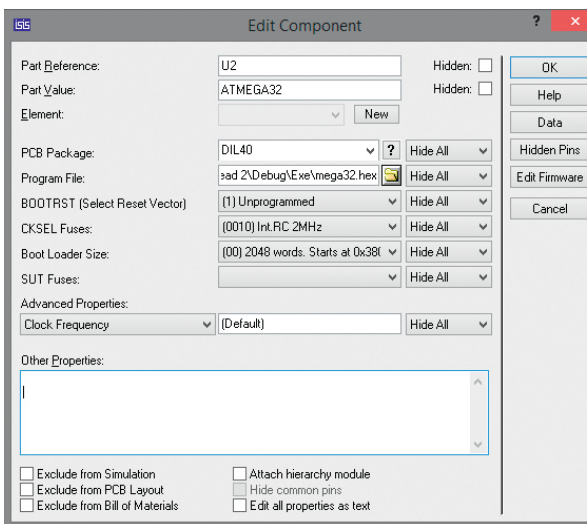 ISIS Edit Component ? ×
Part Reference: U2 Hidden: OK
Part Value: ATMEGA32 Hidden: Help
Element: New Data
PCB Package: DIL40 ? Hide All Hidden Pins
Program File: ead 2\Debug\Exe\mega32.hex Hide All Edit Firmware
BOOTRST (Select Reset Vector) (1) Unprogrammed Hide All Cancel
CKSEL Fuses: (0010) Int.RC 2MHz Hide All
Boot Loader Size: (00) 2048 words. Starts at 0x38( Hide All
SUT Fuses: Hide All
Advanced Properties:
Clock Frequency (Default) Hide All
Other Properties:
Exclude from Simulation Attach hierarchy module
Exclude from PCB Layout Hide common pins
Exclude from Bill of Materials Edit all properties as text